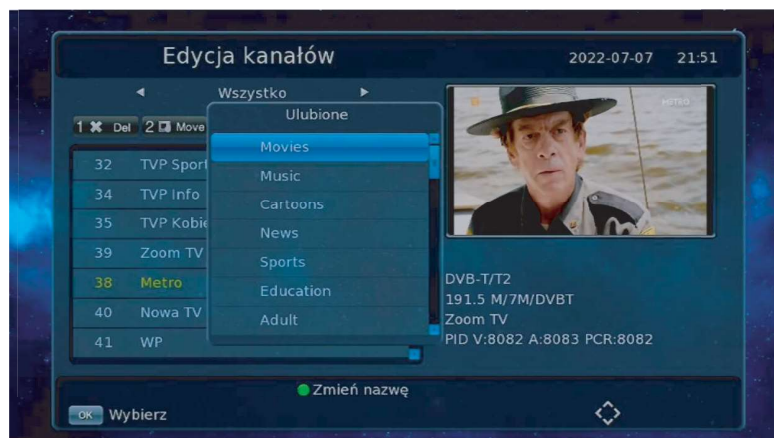 Edycja kanałów 2022-07-07 21:51
Wszystko
1 Del 2 Move
Ulubione
Movies
Music
Cartoons
News
Sports
Education
Adult
32 TVP Sport
34 TVP Info
35 TVP Kobie
39 Zoom TV
38 Metro
40 Nowa TV
41 WP
METRO
DVB-T/T2
191.5 M/7M/DVBT
Zoom TV
PID V:8082 A:8083 PCR:8082
Zmień nazwę
OK Wybierz